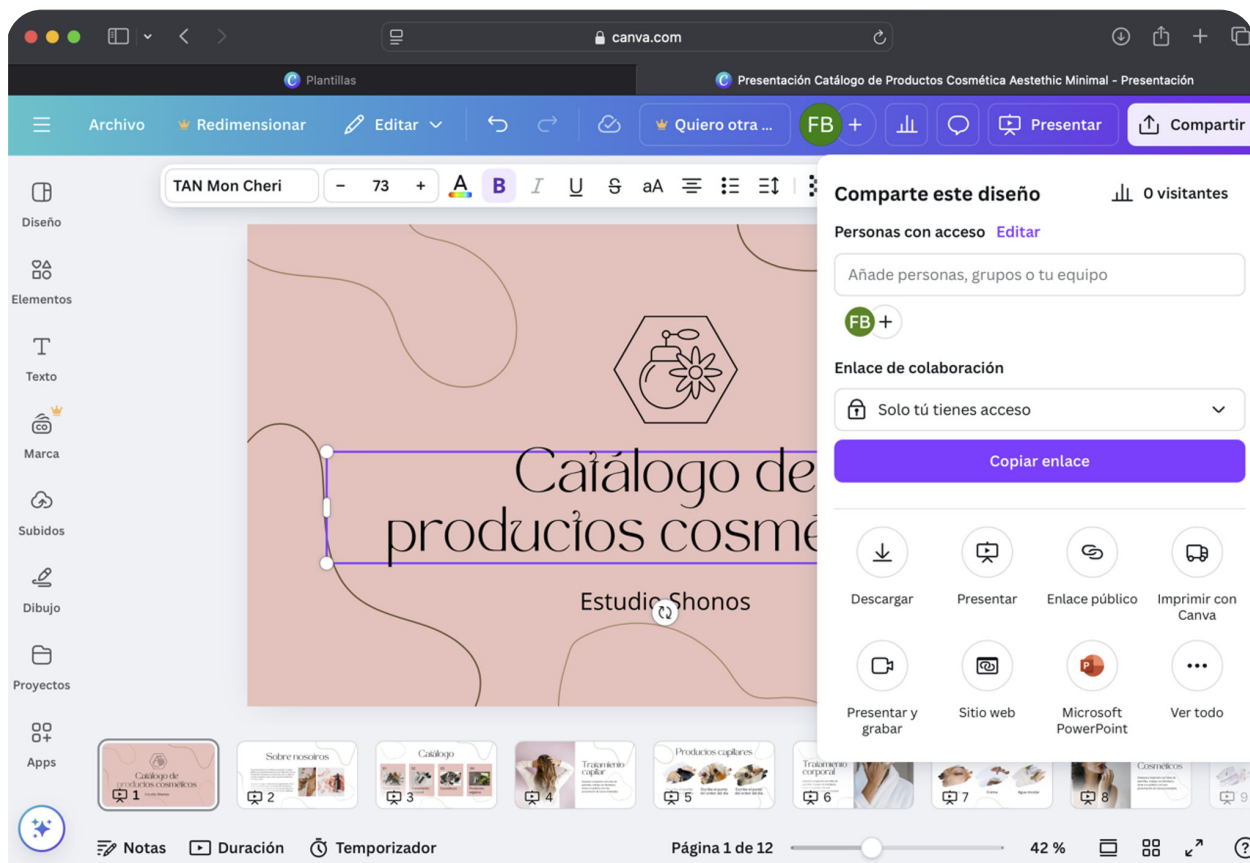 canva.com
Plantillas
Presentación Catálogo de Productos Cosmética Aestethic Minimal - Presentación
Archivo
Redimensionar
Editar
Quiero otra ...
FB
Presentar
Compartir
TAN Mon Cheri
– 73 +
A B I U S aA
Diseño
Elementos
Texto
Marca
Subidos
Dibujo
Proyectos
Apps
Catálogo de
productos cosmé
Estudio Shonos
Comparte este diseño
0 visitantes
Personas con acceso Editar
Añade personas, grupos o tu equipo
FB
Enlace de colaboración
Solo tú tienes acceso
Copiar enlace
Descargar
Presentar
Enlace público
Imprimir con
Canva
Presentar y
grabar
Sitio web
Microsoft
PowerPoint
Ver todo
Catálogo de
productos cosméticos
Estudio Shonos
1
Sobre nosotros
2
Catálogo
3
Tratamiento
capilar
4
Productos capilares
5
Tratamiento
corporal
6
7
Cosméticos
8
9
Notas
Duración
Temporizador
Página 1 de 12
42 %